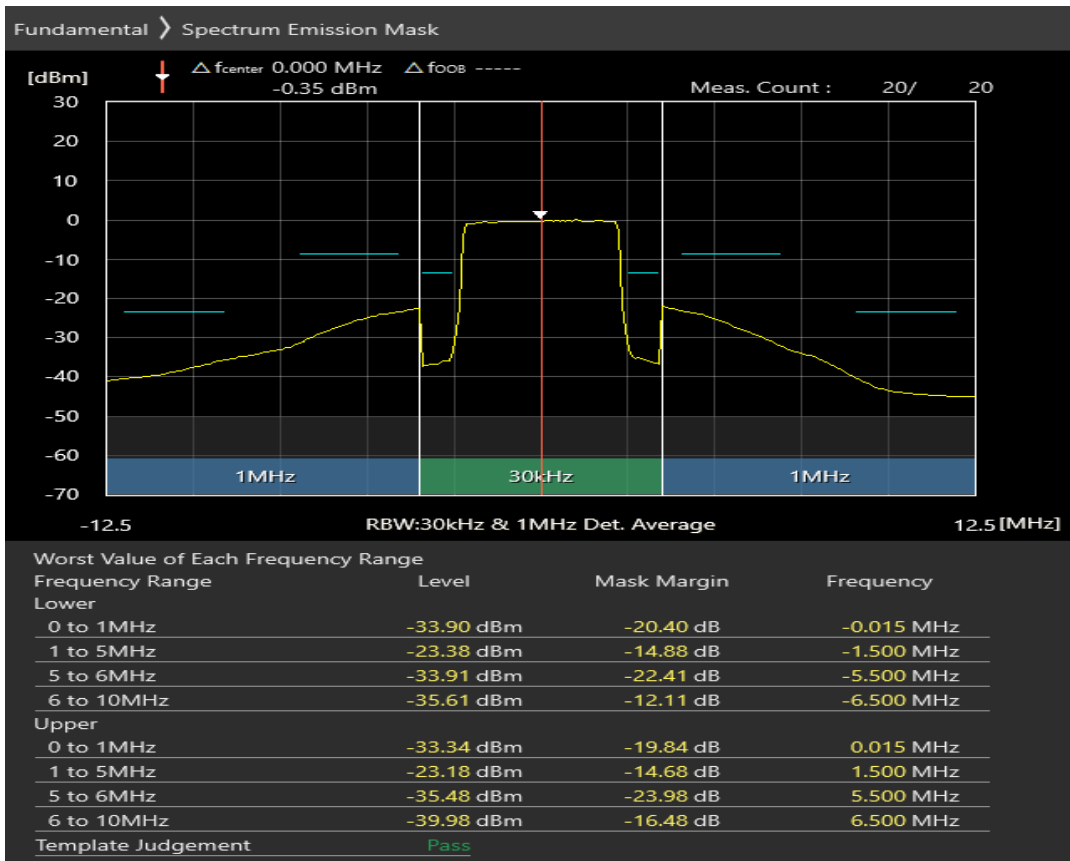 Fundamental 〉 Spectrum Emission Mask
[dBm] △ fcenter 0.000 MHz △ fOOB -----
-0.35 dBm Meas. Count : 20/ 20
30
20
10
0
-10
-20
-30
-40
-50
-60
1MHz 30kHz 1MHz
-70
-12.5 RBW:30kHz & 1MHz Det. Average 12.5 [MHz]
Worst Value of Each Frequency Range
Frequency Range Level Mask Margin Frequency
Lower
0 to 1MHz -33.90 dBm -20.40 dB -0.015 MHz
1 to 5MHz -23.38 dBm -14.88 dB -1.500 MHz
5 to 6MHz -33.91 dBm -22.41 dB -5.500 MHz
6 to 10MHz -35.61 dBm -12.11 dB -6.500 MHz
Upper
0 to 1MHz -33.34 dBm -19.84 dB 0.015 MHz
1 to 5MHz -23.18 dBm -14.68 dB 1.500 MHz
5 to 6MHz -35.48 dBm -23.98 dB 5.500 MHz
6 to 10MHz -39.98 dBm -16.48 dB 6.500 MHz
Template Judgement Pass